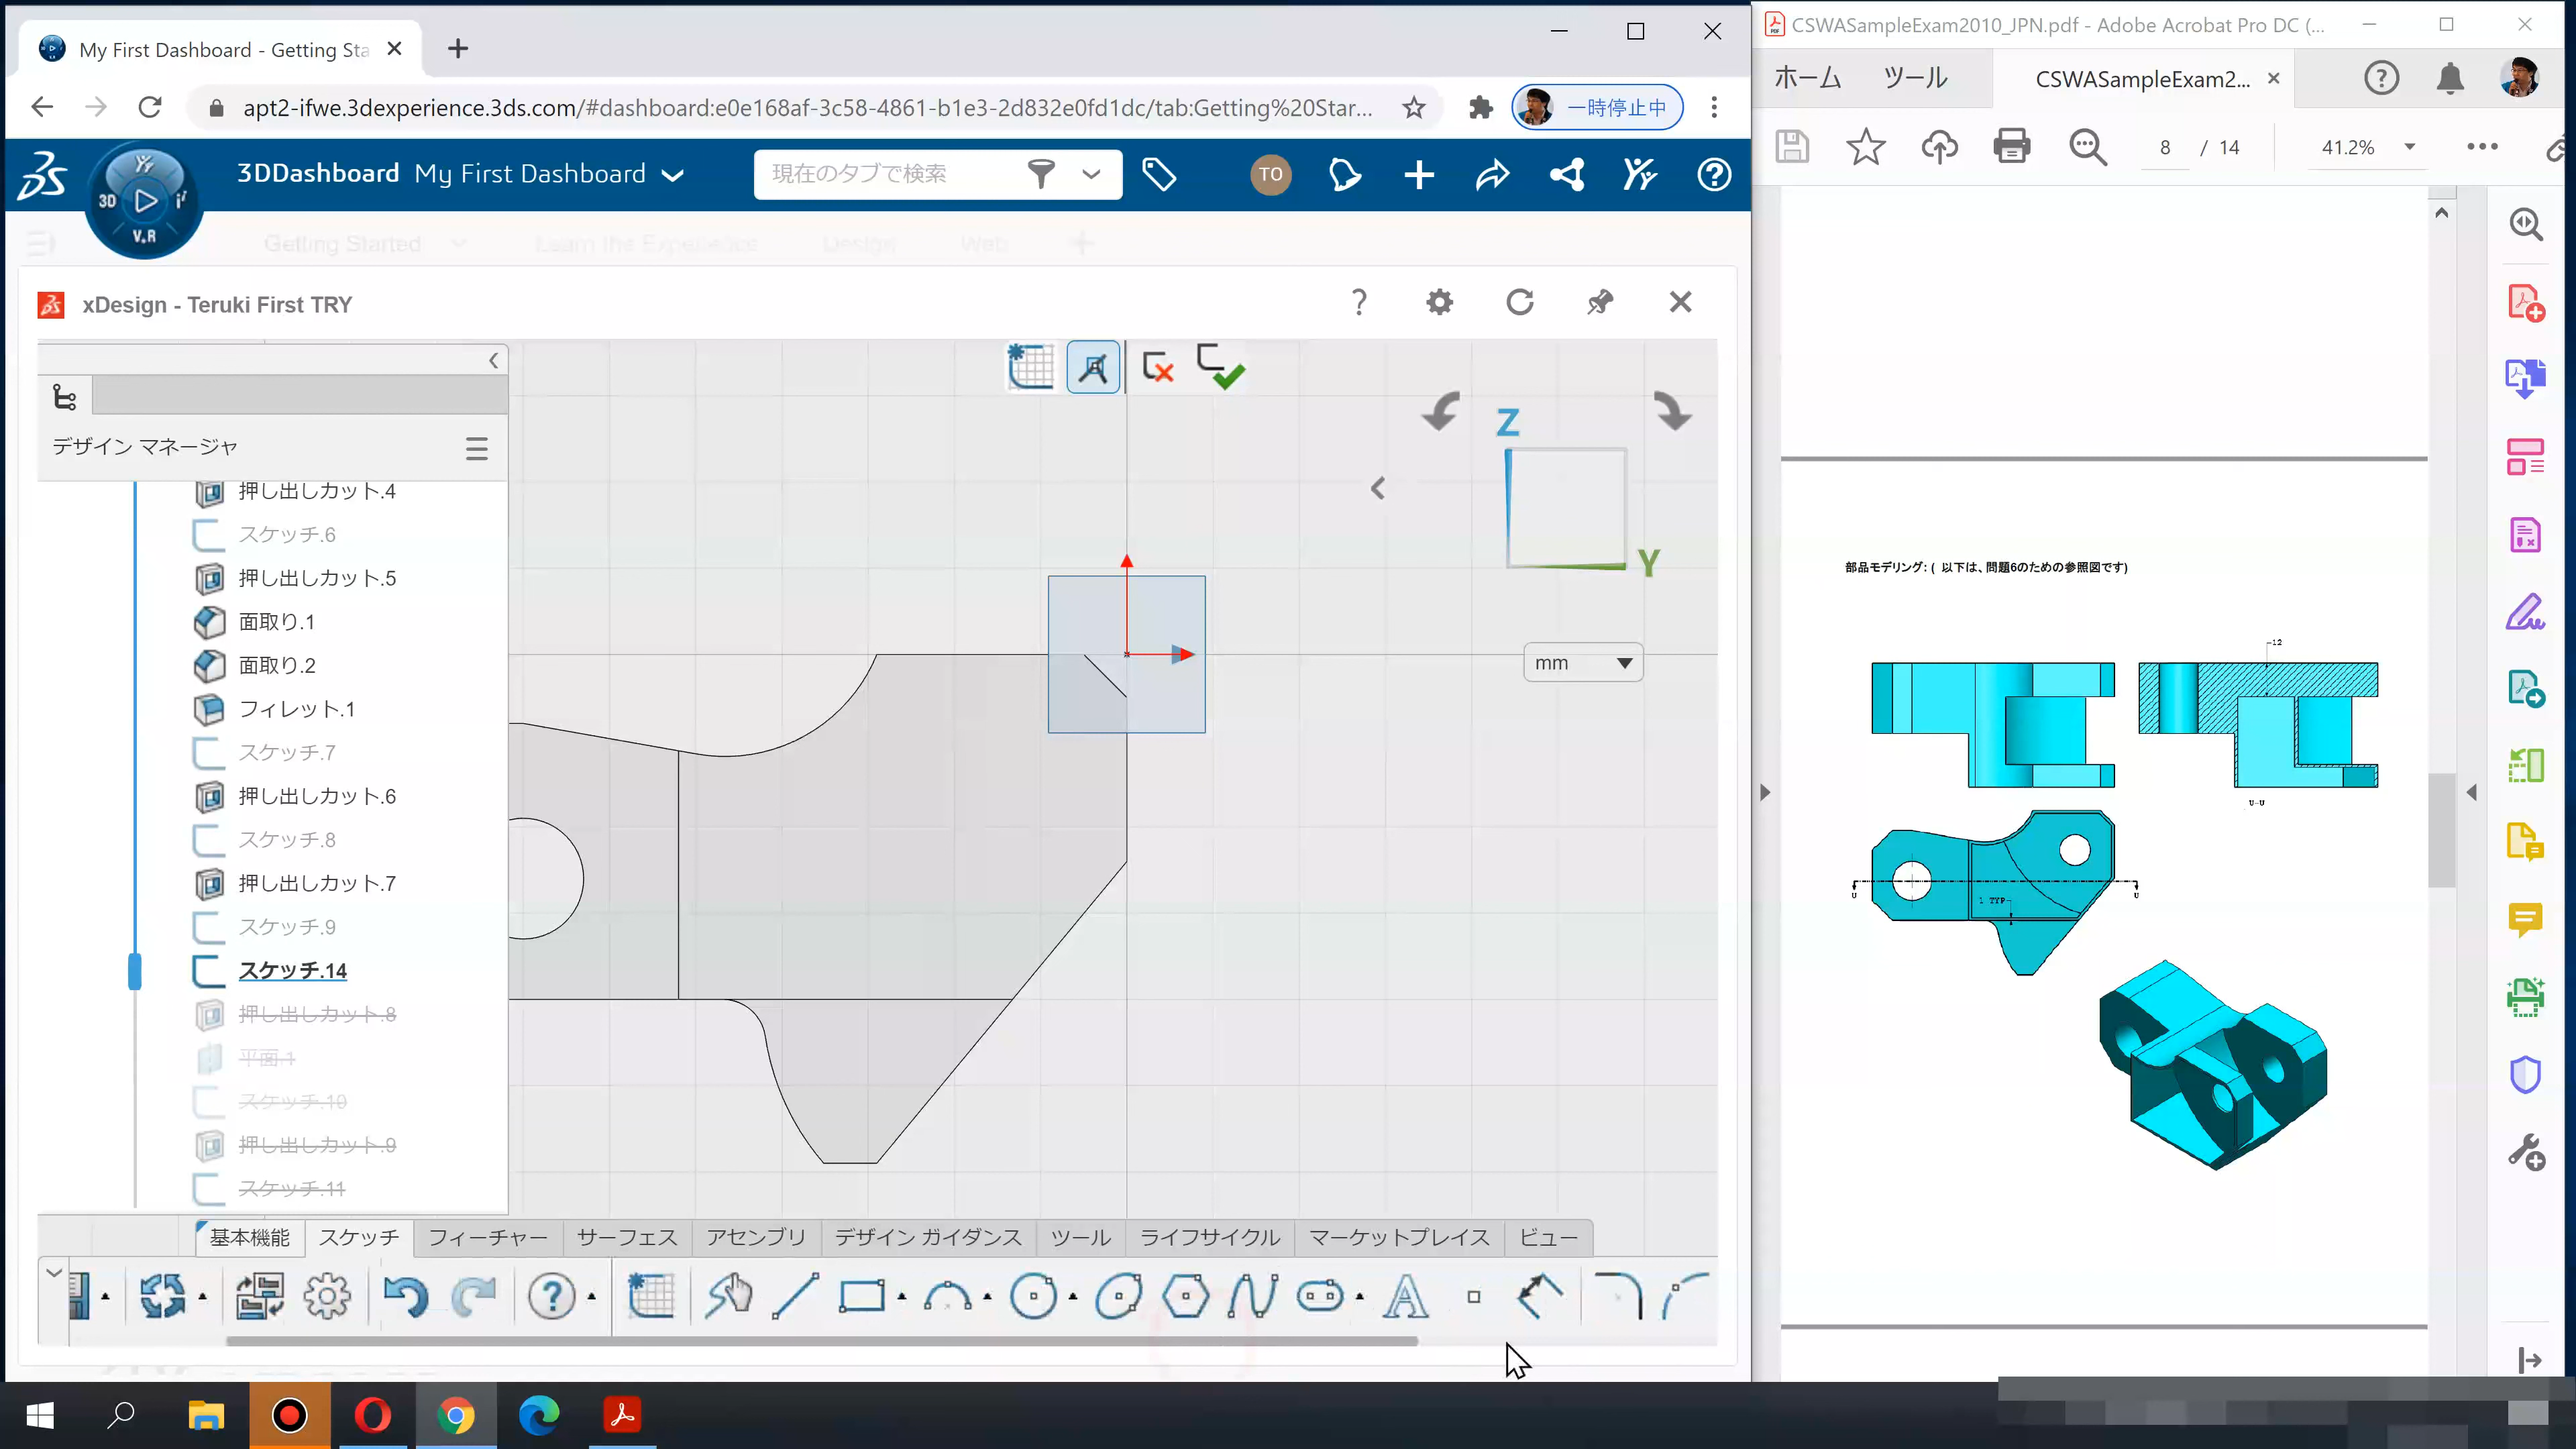 My First Dashboard - Getting Sta
apt2-ifwe.3dexperience.3ds.com/#dashboard:e0e168af-3c58-4861-b1e3-2d832e0fd1dc/tab:Getting%20Star...
一時停止中
3D
V.R
3DDashboard My First Dashboard
現在のタブで検索
TO
Getting Started
Learn the Experience
Design
Web
xDesign - Teruki First TRY
デザイン マネージャ
押し出しカット.4
スケッチ.6
押し出しカット.5
面取り.1
面取り.2
フィレット.1
スケッチ.7
押し出しカット.6
スケッチ.8
押し出しカット.7
スケッチ.9
スケッチ.14
押し出しカット.8
平面.1
スケッチ.10
押し出しカット.9
スケッチ.11
Z
Y
mm
基本機能 スケッチ フィーチャー サーフェス アセンブリ デザイン ガイダンス ツール ライフサイクル マーケットプレイス ビュー
CSWASampleExam2010_JPN.pdf - Adobe Acrobat Pro DC (...
ホーム ツール CSWASampleExam2...
8 / 14 41.2%
部品モデリング: ( 以下は、問題6のための参照図です)
12
U-U
1 TYP
U U